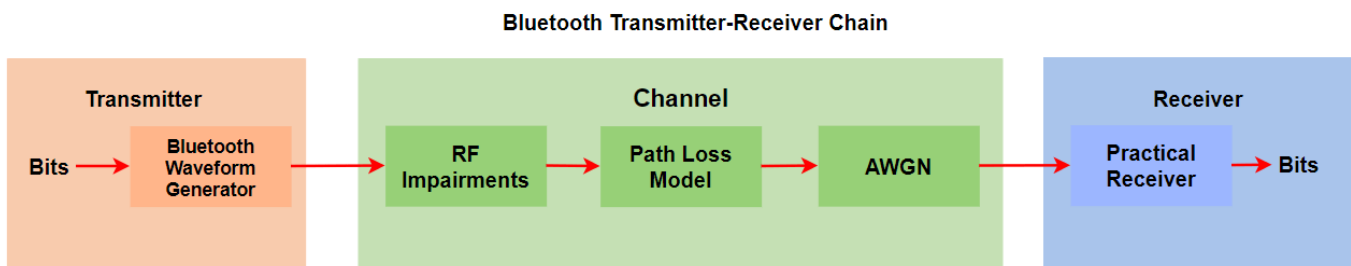 Bluetooth Transmitter-Receiver Chain
Transmitter
Bits
Bluetooth
Waveform
Generator
Channel
RF
Impairments
Path Loss
Model
AWGN
Receiver
Practical
Receiver
Bits